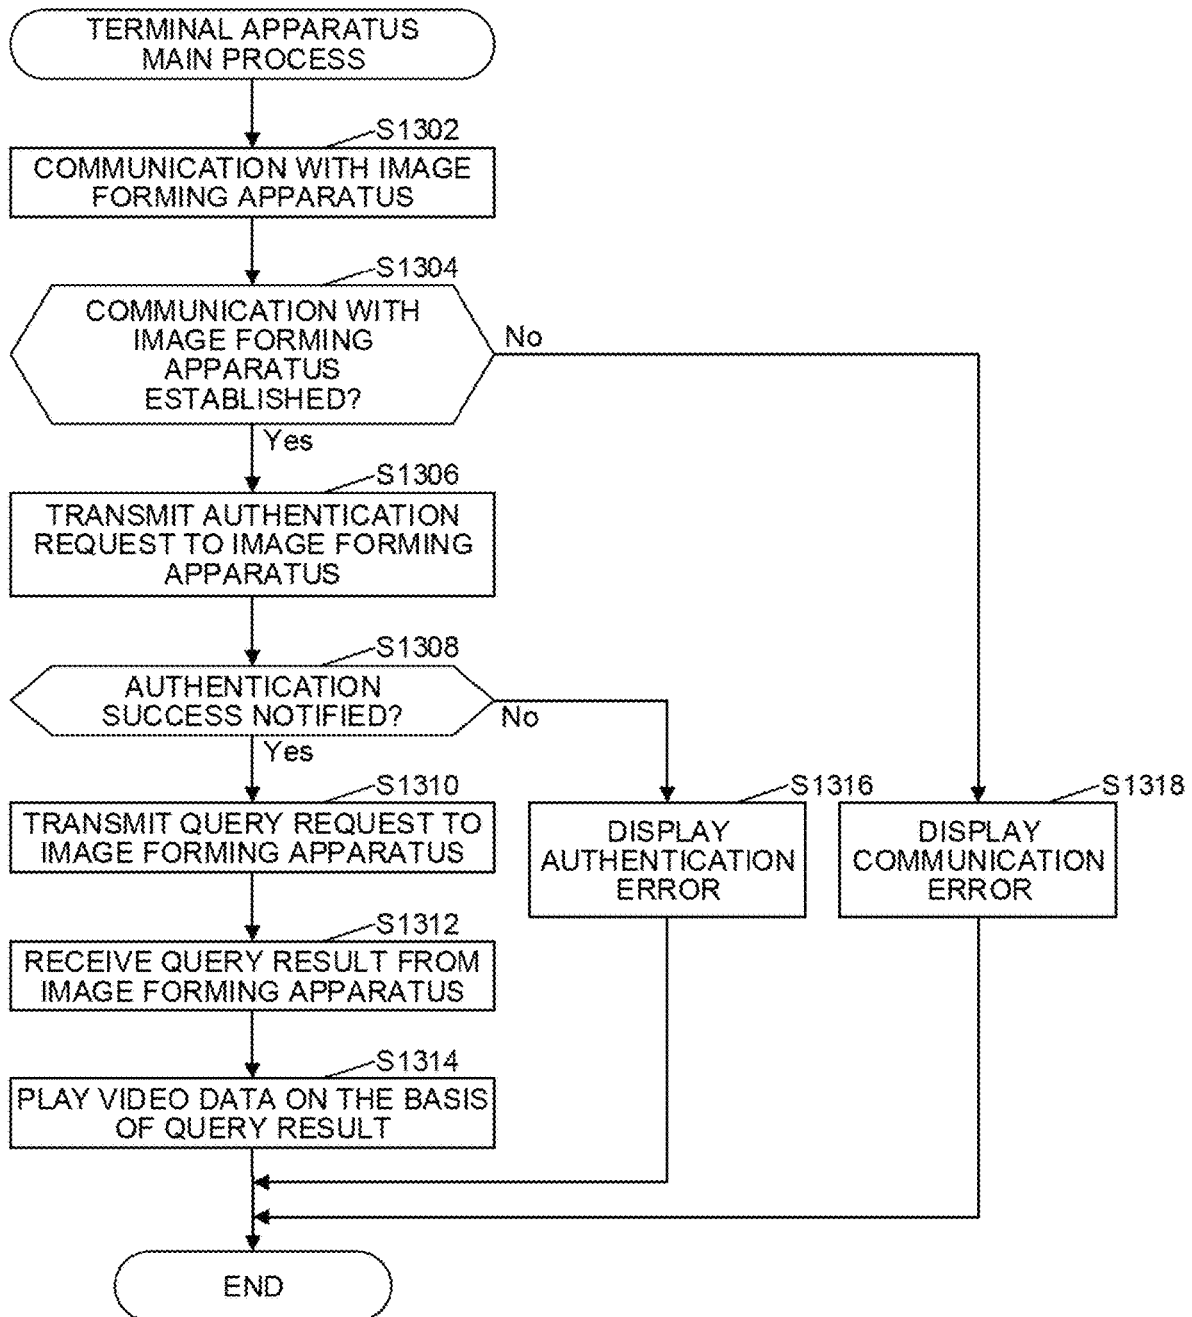 TERMINAL APPARATUS
MAIN PROCESS
S1302
COMMUNICATION WITH IMAGE
FORMING APPARATUS
S1304
COMMUNICATION WITH
IMAGE FORMING
APPARATUS
ESTABLISHED?
No
Yes
S1306
TRANSMIT AUTHENTICATION
REQUEST TO IMAGE FORMING
APPARATUS
S1308
AUTHENTICATION
SUCCESS NOTIFIED?
No
Yes
S1310
TRANSMIT QUERY REQUEST TO
IMAGE FORMING APPARATUS
S1316
DISPLAY
AUTHENTICATION
ERROR
S1318
DISPLAY
COMMUNICATION
ERROR
S1312
RECEIVE QUERY RESULT FROM
IMAGE FORMING APPARATUS
S1314
PLAY VIDEO DATA ON THE BASIS
OF QUERY RESULT
END